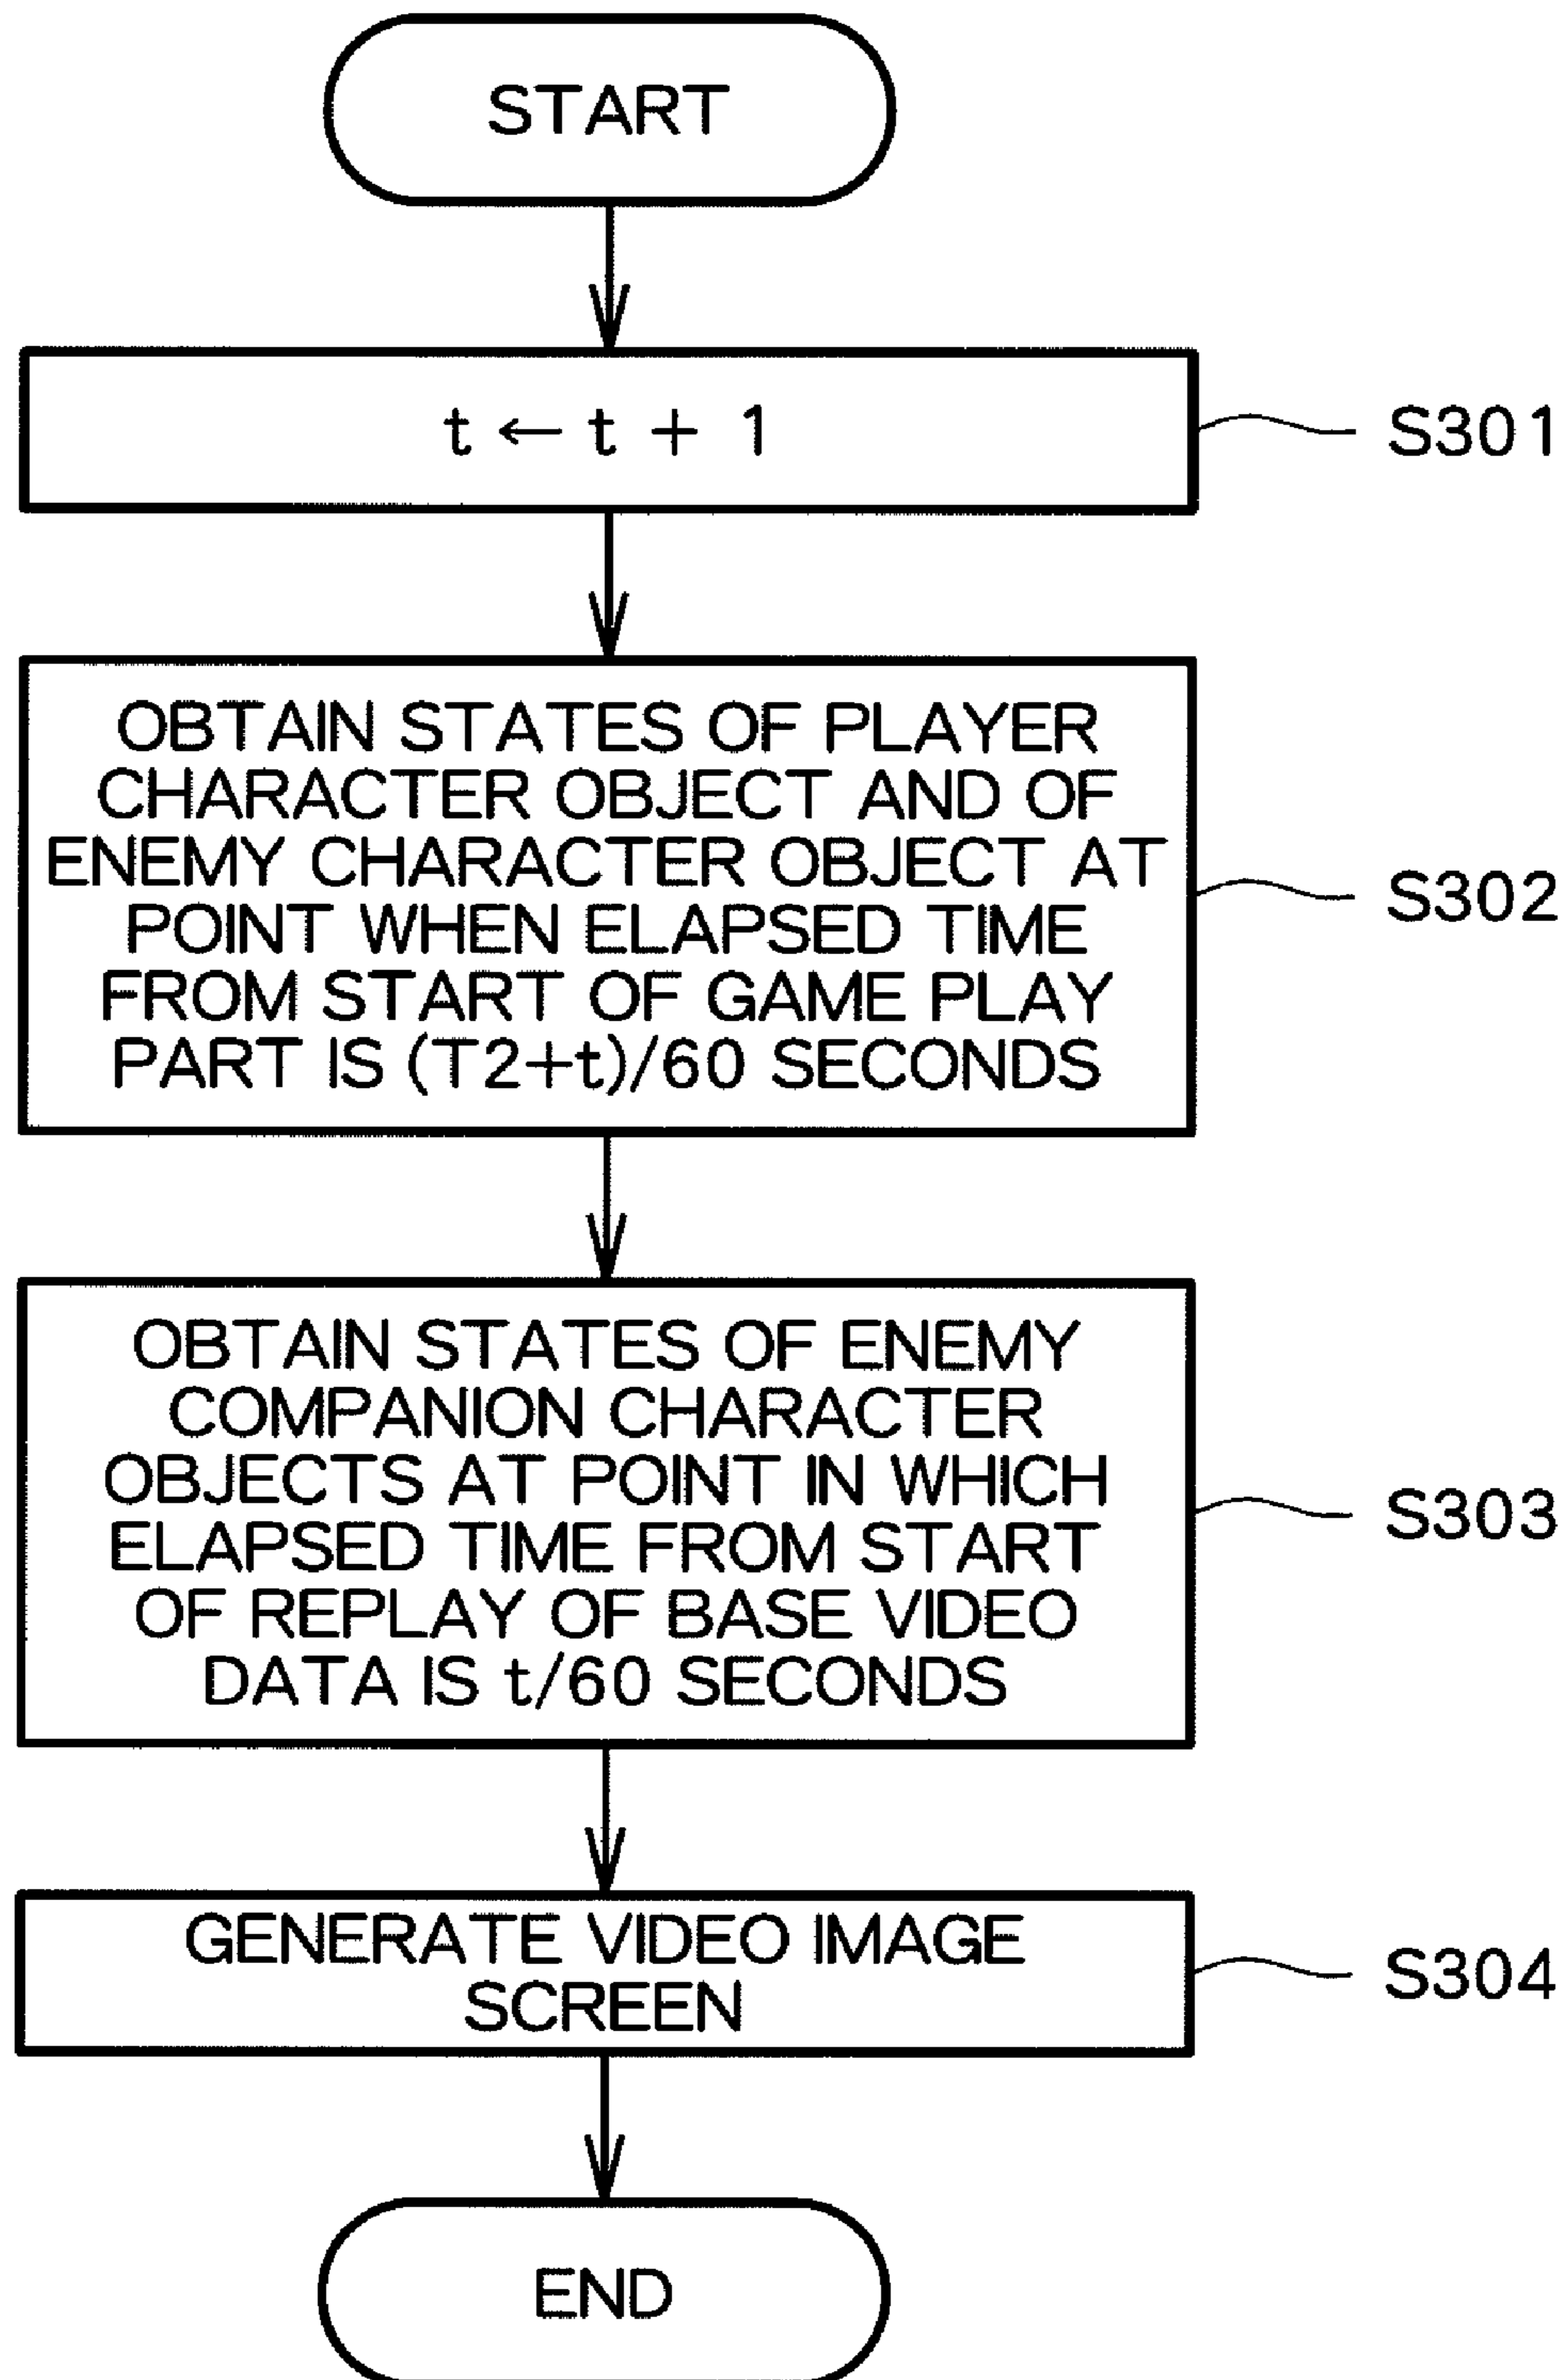 START
t ← t + 1
S301
OBTAIN STATES OF PLAYER
CHARACTER OBJECT AND OF
ENEMY CHARACTER OBJECT AT
POINT WHEN ELAPSED TIME
FROM START OF GAME PLAY
PART IS (T2+t)/60 SECONDS
S302
OBTAIN STATES OF ENEMY
COMPANION CHARACTER
OBJECTS AT POINT IN WHICH
ELAPSED TIME FROM START
OF REPLAY OF BASE VIDEO
DATA IS t/60 SECONDS
S303
GENERATE VIDEO IMAGE
SCREEN
S304
END